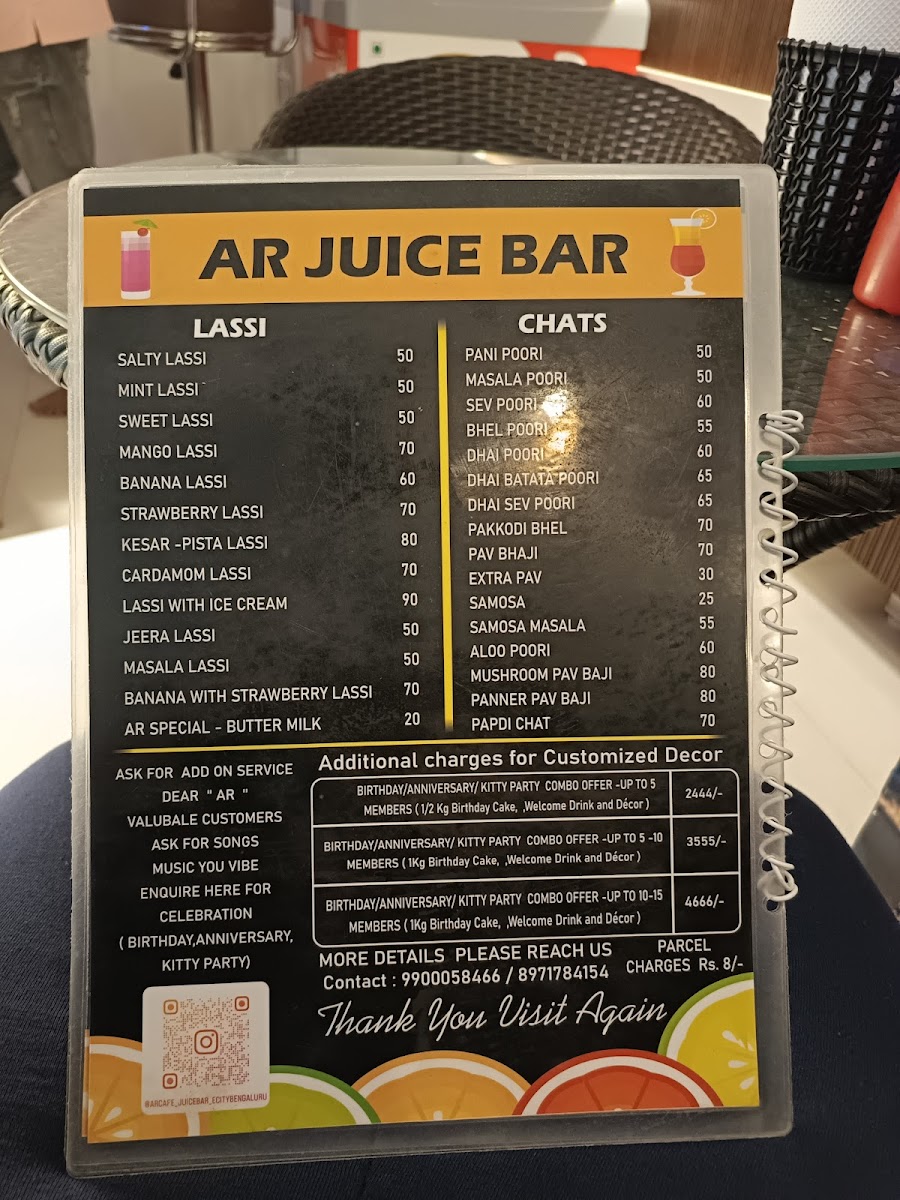 AR JUICE BAR
LASSI
SALTY LASSI 50
MINT LASSI 50
SWEET LASSI 50
MANGO LASSI 70
BANANA LASSI 60
STRAWBERRY LASSI 70
KESAR -PISTA LASSI 80
CARDAMOM LASSI 70
LASSI WITH ICE CREAM 90
JEERA LASSI 50
MASALA LASSI 50
BANANA WITH STRAWBERRY LASSI 70
AR SPECIAL - BUTTER MILK 20
CHATS
PANI POORI 50
MASALA POORI 50
SEV POORI 60
BHEL POORI 55
DHAI POORI 60
DHAI BATATA POORI 65
DHAI SEV POORI 65
PAKKODI BHEL 70
PAV BHAJI 70
EXTRA PAV 30
SAMOSA 25
SAMOSA MASALA 55
ALOO POORI 60
MUSHROOM PAV BAJI 80
PANNER PAV BAJI 80
PAPDI CHAT 70
ASK FOR ADD ON SERVICE
DEAR " AR "
VALUBALE CUSTOMERS
ASK FOR SONGS
MUSIC YOU VIBE
ENQUIRE HERE FOR
CELEBRATION
( BIRTHDAY,ANNIVERSARY,
KITTY PARTY)
@ARCAFE_JUICEBAR_ECITYBENGALURU
Additional charges for Customized Decor
BIRTHDAY/ANNIVERSARY/ KITTY PARTY COMBO OFFER -UP TO 5
MEMBERS ( 1/2 Kg Birthday Cake, ,Welcome Drink and Décor ) 2444/-
BIRTHDAY/ANNIVERSARY/ KITTY PARTY COMBO OFFER -UP TO 5 -10
MEMBERS ( 1Kg Birthday Cake, ,Welcome Drink and Décor ) 3555/-
BIRTHDAY/ANNIVERSARY/ KITTY PARTY COMBO OFFER -UP TO 10-15
MEMBERS ( 1Kg Birthday Cake, ,Welcome Drink and Décor ) 4666/-
MORE DETAILS PLEASE REACH US
Contact : 9900058466 / 8971784154
PARCEL
CHARGES Rs. 8/-
Thank You Visit Again